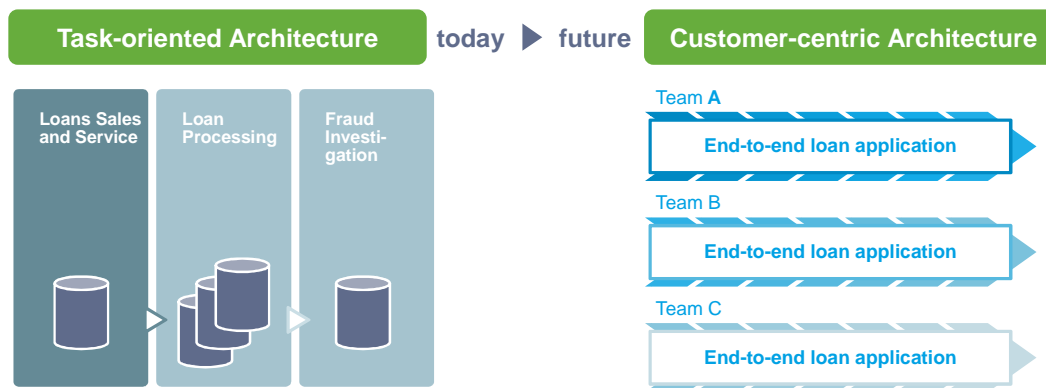 Task-oriented Architecture
today
future
Customer-centric Architecture
Loans Sales
and Service
Loan
Processing
Fraud
Investi-
gation
Team A
End-to-end loan application
Team B
End-to-end loan application
Team C
End-to-end loan application